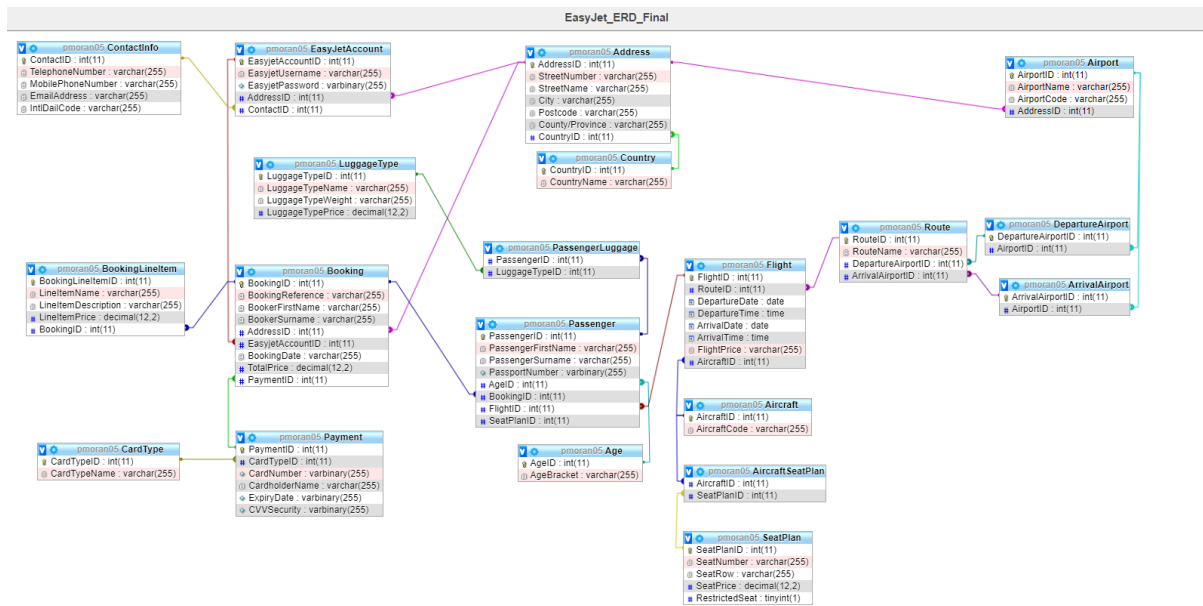 EasyJet_ERD_Final
pmoran05 ContactInfo
ContactID : int(11)
TelephoneNumber : varchar(255)
MobilePhoneNumber : varchar(255)
EmailAddress : varchar(255)
IntlDailCode : varchar(255)
pmoran05 EasyJetAccount
EasyjetAccountID : int(11)
EasyjetUsername : varchar(255)
EasyjetPassword : varbinary(255)
AddressID : int(11)
ContactID : int(11)
pmoran05 Address
AddressID : int(11)
StreetNumber : varchar(255)
StreetName : varchar(255)
City : varchar(255)
Postcode : varchar(255)
County/Province : varchar(255)
CountryID : int(11)
pmoran05 Airport
AirportID : int(11)
AirportName : varchar(255)
AirportCode : varchar(255)
AddressID : int(11)
pmoran05 Country
CountryID : int(11)
CountryName : varchar(255)
pmoran05 LuggageType
LuggageTypeID : int(11)
LuggageTypeName : varchar(255)
LuggageTypeWeight : varchar(255)
LuggageTypePrice : decimal(12,2)
pmoran05 PassengerLuggage
PassengerID : int(11)
LuggageTypeID : int(11)
pmoran05 Route
RouteID : int(11)
RouteName : varchar(255)
DepartureAirportID : int(11)
ArrivalAirportID : int(11)
pmoran05 DepartureAirport
DepartureAirportID : int(11)
AirportID : int(11)
pmoran05 ArrivalAirport
ArrivalAirportID : int(11)
AirportID : int(11)
pmoran05 BookingLineItem
BookingLineItemID : int(11)
LineItemName : varchar(255)
LineItemDescription : varchar(255)
LineItemPrice : decimal(12,2)
BookingID : int(11)
pmoran05 Booking
BookingID : int(11)
BookingReference : varchar(255)
BookerFirstName : varchar(255)
BookerSurname : varchar(255)
AddressID : int(11)
EasyjetAccountID : int(11)
BookingDate : varchar(255)
TotalPrice : decimal(12,2)
PaymentID : int(11)
pmoran05 Flight
FlightID : int(11)
RouteID : int(11)
DepartureDate : date
DepartureTime : time
ArrivalDate : date
ArrivalTime : time
FlightPrice : varchar(255)
AircraftID : int(11)
pmoran05 Passenger
PassengerID : int(11)
PassengerFirstName : varchar(255)
PassengerSurname : varchar(255)
PassportNumber : varbinary(255)
AgeID : int(11)
BookingID : int(11)
FlightID : int(11)
SeatPlanID : int(11)
pmoran05 Aircraft
AircraftID : int(11)
AircraftCode : varchar(255)
pmoran05 CardType
CardTypeID : int(11)
CardTypeName : varchar(255)
pmoran05 Payment
PaymentID : int(11)
CardTypeID : int(11)
CardNumber : varbinary(255)
CardholderName : varchar(255)
ExpiryDate : varbinary(255)
CVVSecurity : varbinary(255)
pmoran05 Age
AgeID : int(11)
AgeBracket : varchar(255)
pmoran05 AircraftSeatPlan
AircraftID : int(11)
SeatPlanID : int(11)
pmoran05 SeatPlan
SeatPlanID : int(11)
SeatNumber : varchar(255)
SeatRow : varchar(255)
SeatPrice : decimal(12,2)
RestrictedSeat : tinyint(1)